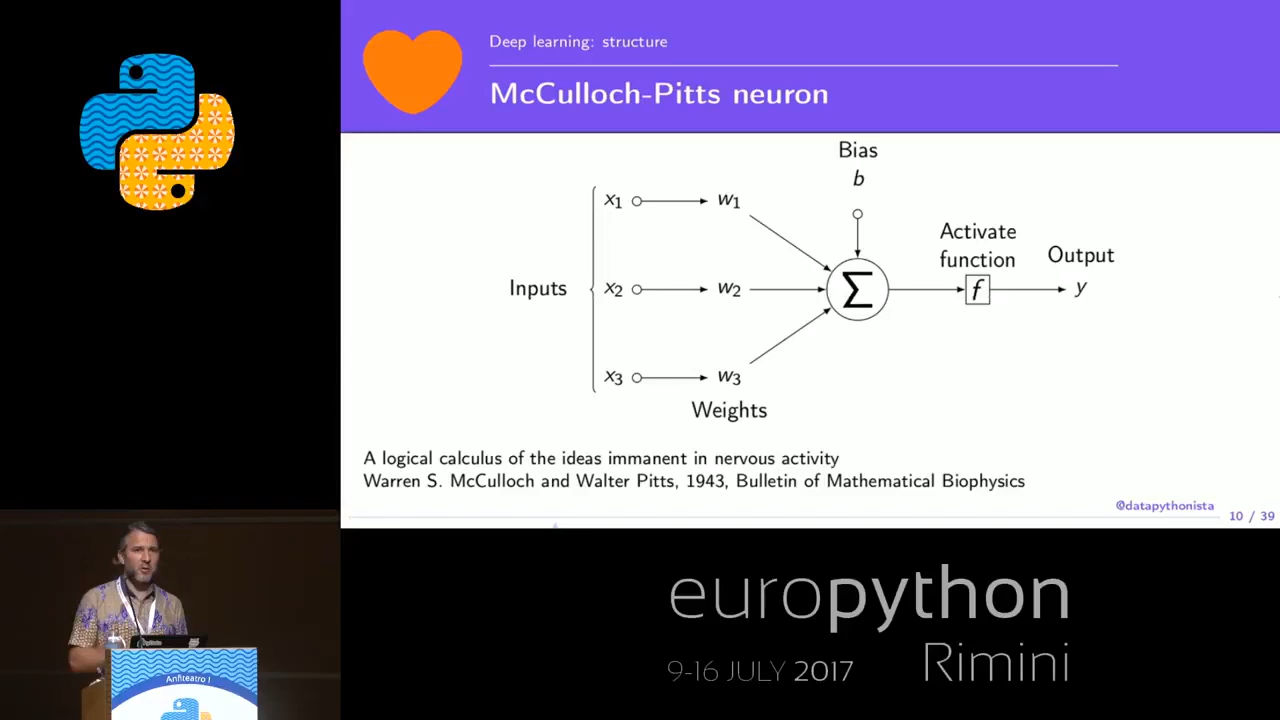 Deep learning: structure
McCulloch-Pitts neuron
Bias
b
x1
w1
Activate
function
Output
Inputs
x2
w2
Σ
f
y
x3
w3
Weights
A logical calculus of the ideas immanent in nervous activity
Warren S. McCulloch and Walter Pitts, 1943, Bulletin of Mathematical Biophysics
@datapythonista
10 / 39
europython
Rimini
9-16 JULY 2017
Anfiteatro I